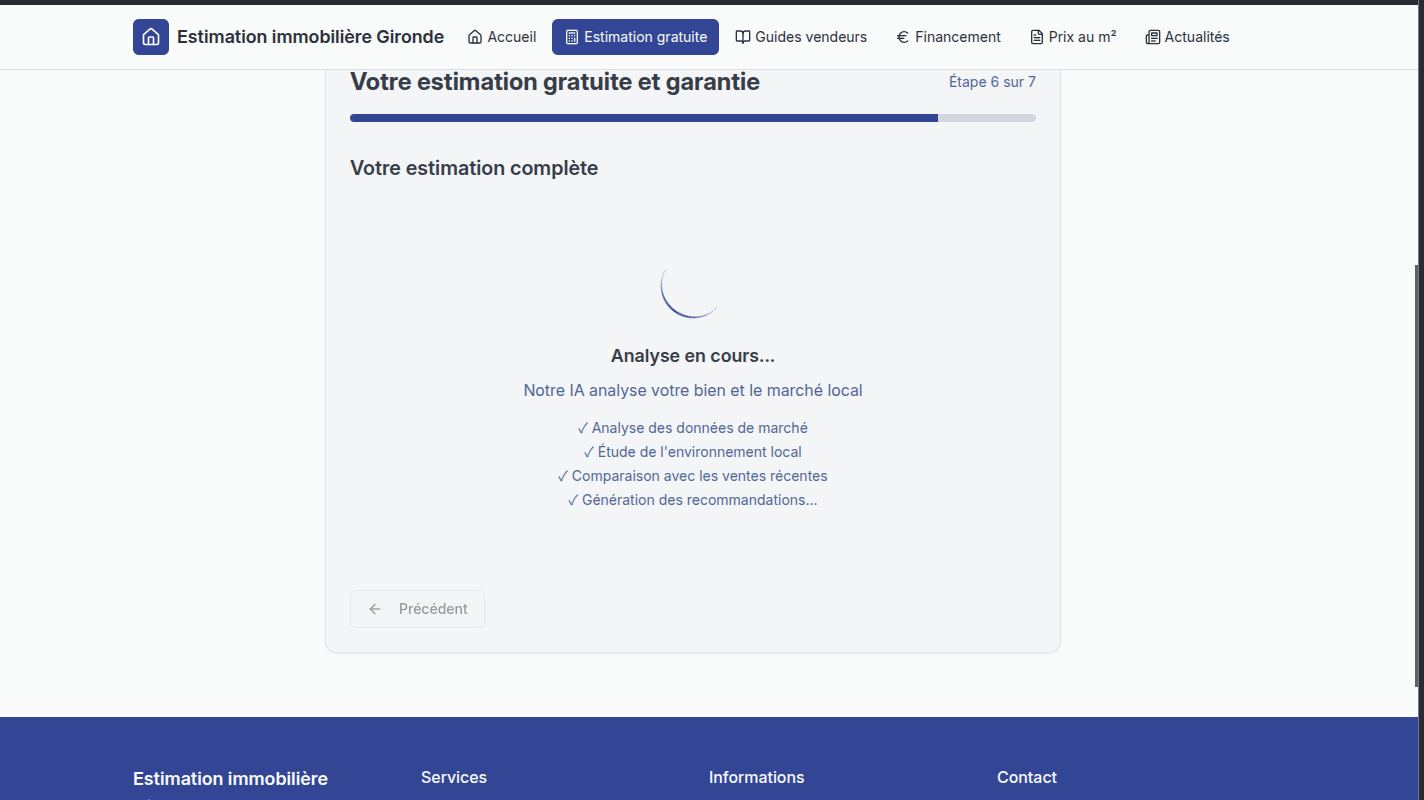 Estimation immobilière Gironde
Accueil
Estimation gratuite
Guides vendeurs
Financement
Prix au m²
Actualités
Votre estimation gratuite et garantie
Étape 6 sur 7
Votre estimation complète
Analyse en cours...
Notre IA analyse votre bien et le marché local
✓ Analyse des données de marché
✓ Étude de l'environnement local
✓ Comparaison avec les ventes récentes
✓ Génération des recommandations...
Précédent
Estimation immobilière
Services
Informations
Contact